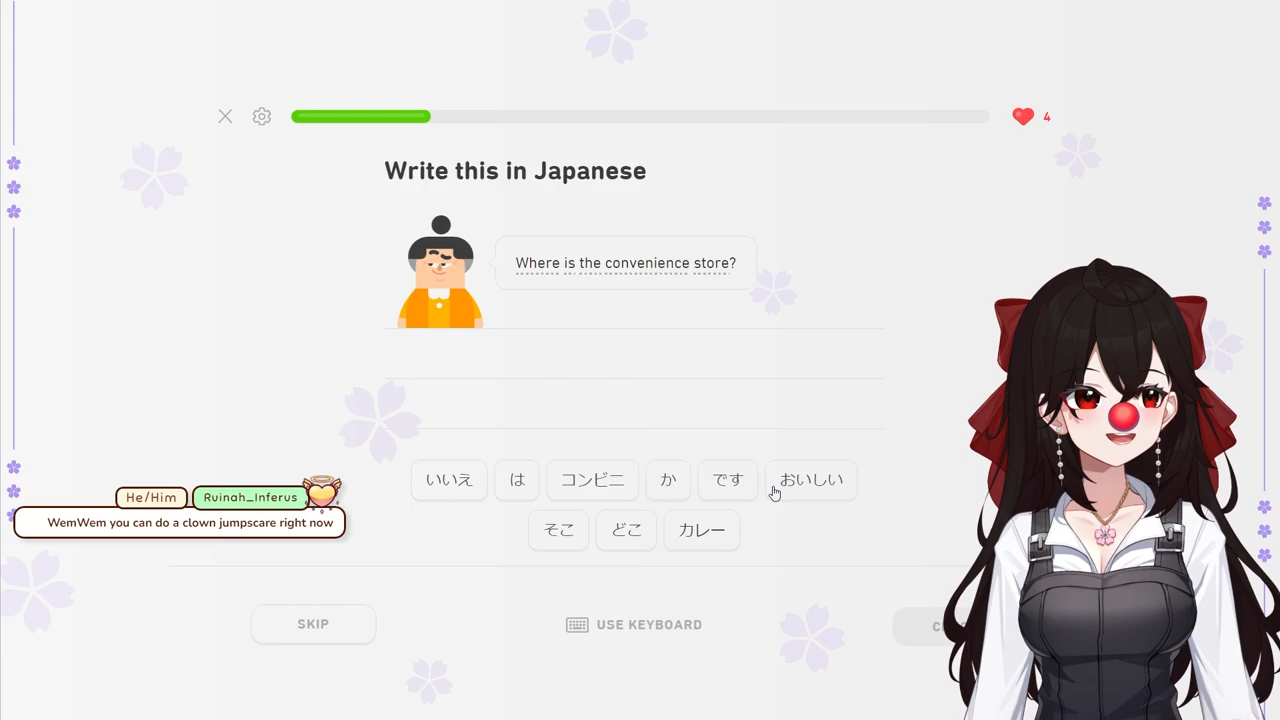 4
Write this in Japanese
Where is the convenience store?
いいえ は コンビニ か です おいしい
He/Him Ruinah_Inferus
WemWem you can do a clown jumpscare right now
そこ どこ カレー
SKIP
USE KEYBOARD